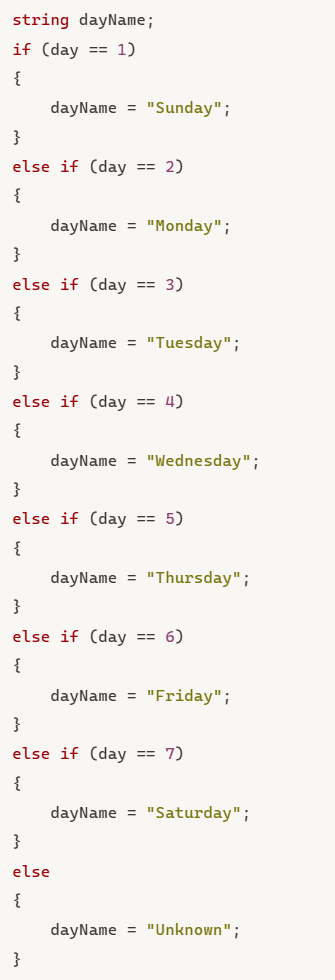 string dayName;
if (day == 1)
{
    dayName = "Sunday";
}
else if (day == 2)
{
    dayName = "Monday";
}
else if (day == 3)
{
    dayName = "Tuesday";
}
else if (day == 4)
{
    dayName = "Wednesday";
}
else if (day == 5)
{
    dayName = "Thursday";
}
else if (day == 6)
{
    dayName = "Friday";
}
else if (day == 7)
{
    dayName = "Saturday";
}
else
{
    dayName = "Unknown";
}